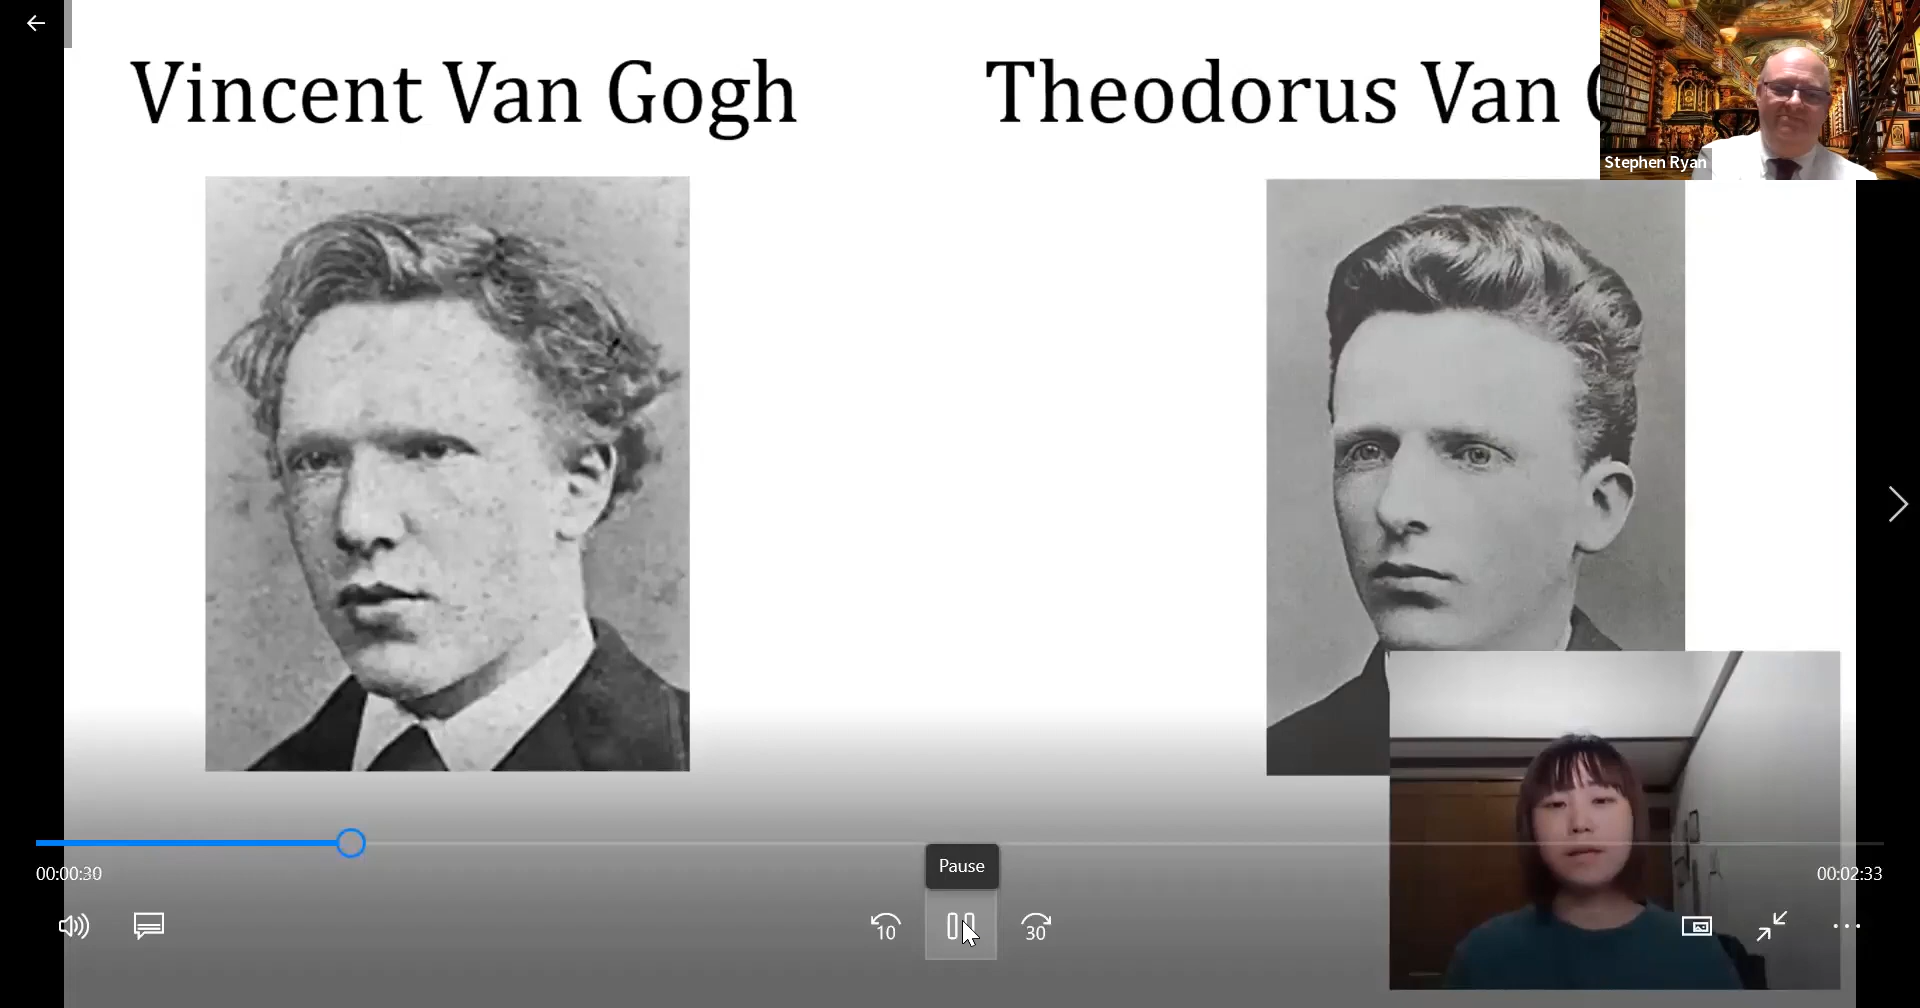 Vincent Van Gogh
Theodorus Van
Stephen Ryan
Pause
00:00:30
00:02:33
10
30